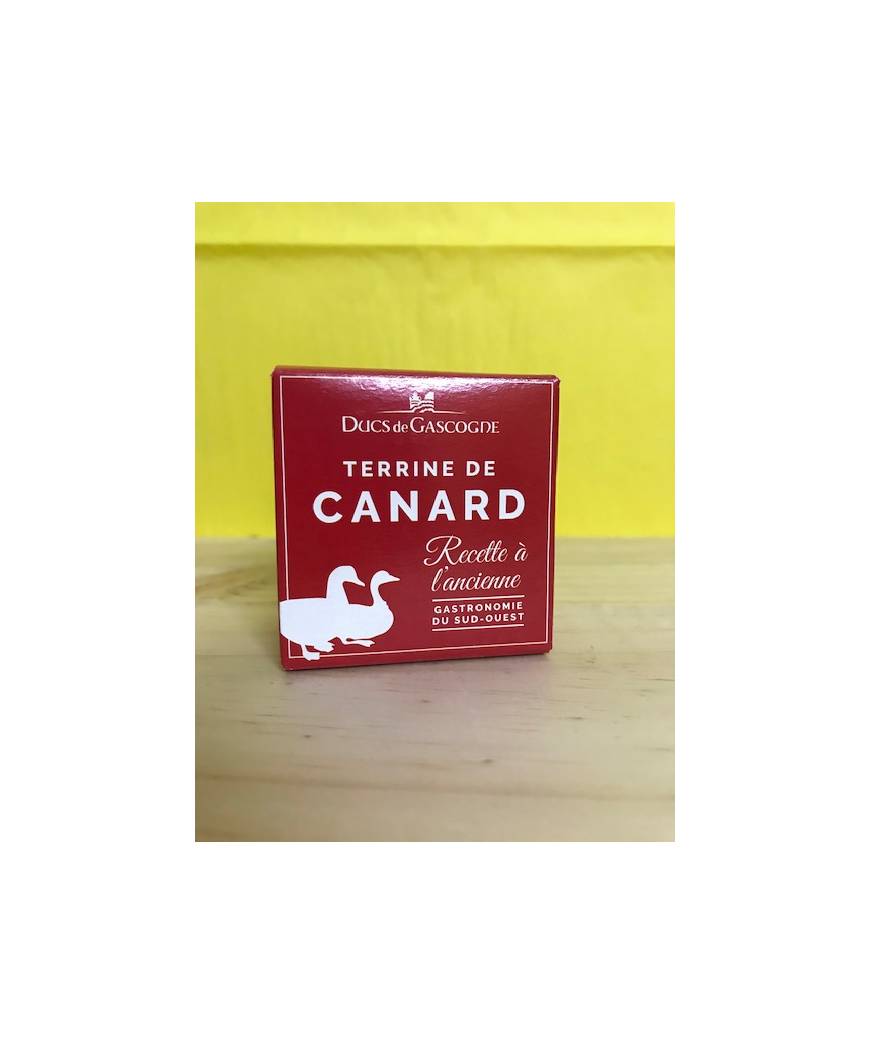 DUCS de GASCOGNE
TERRINE DE
CANARD
Recette à
l'ancienne
GASTRONOMIE
DU SUD-OUEST